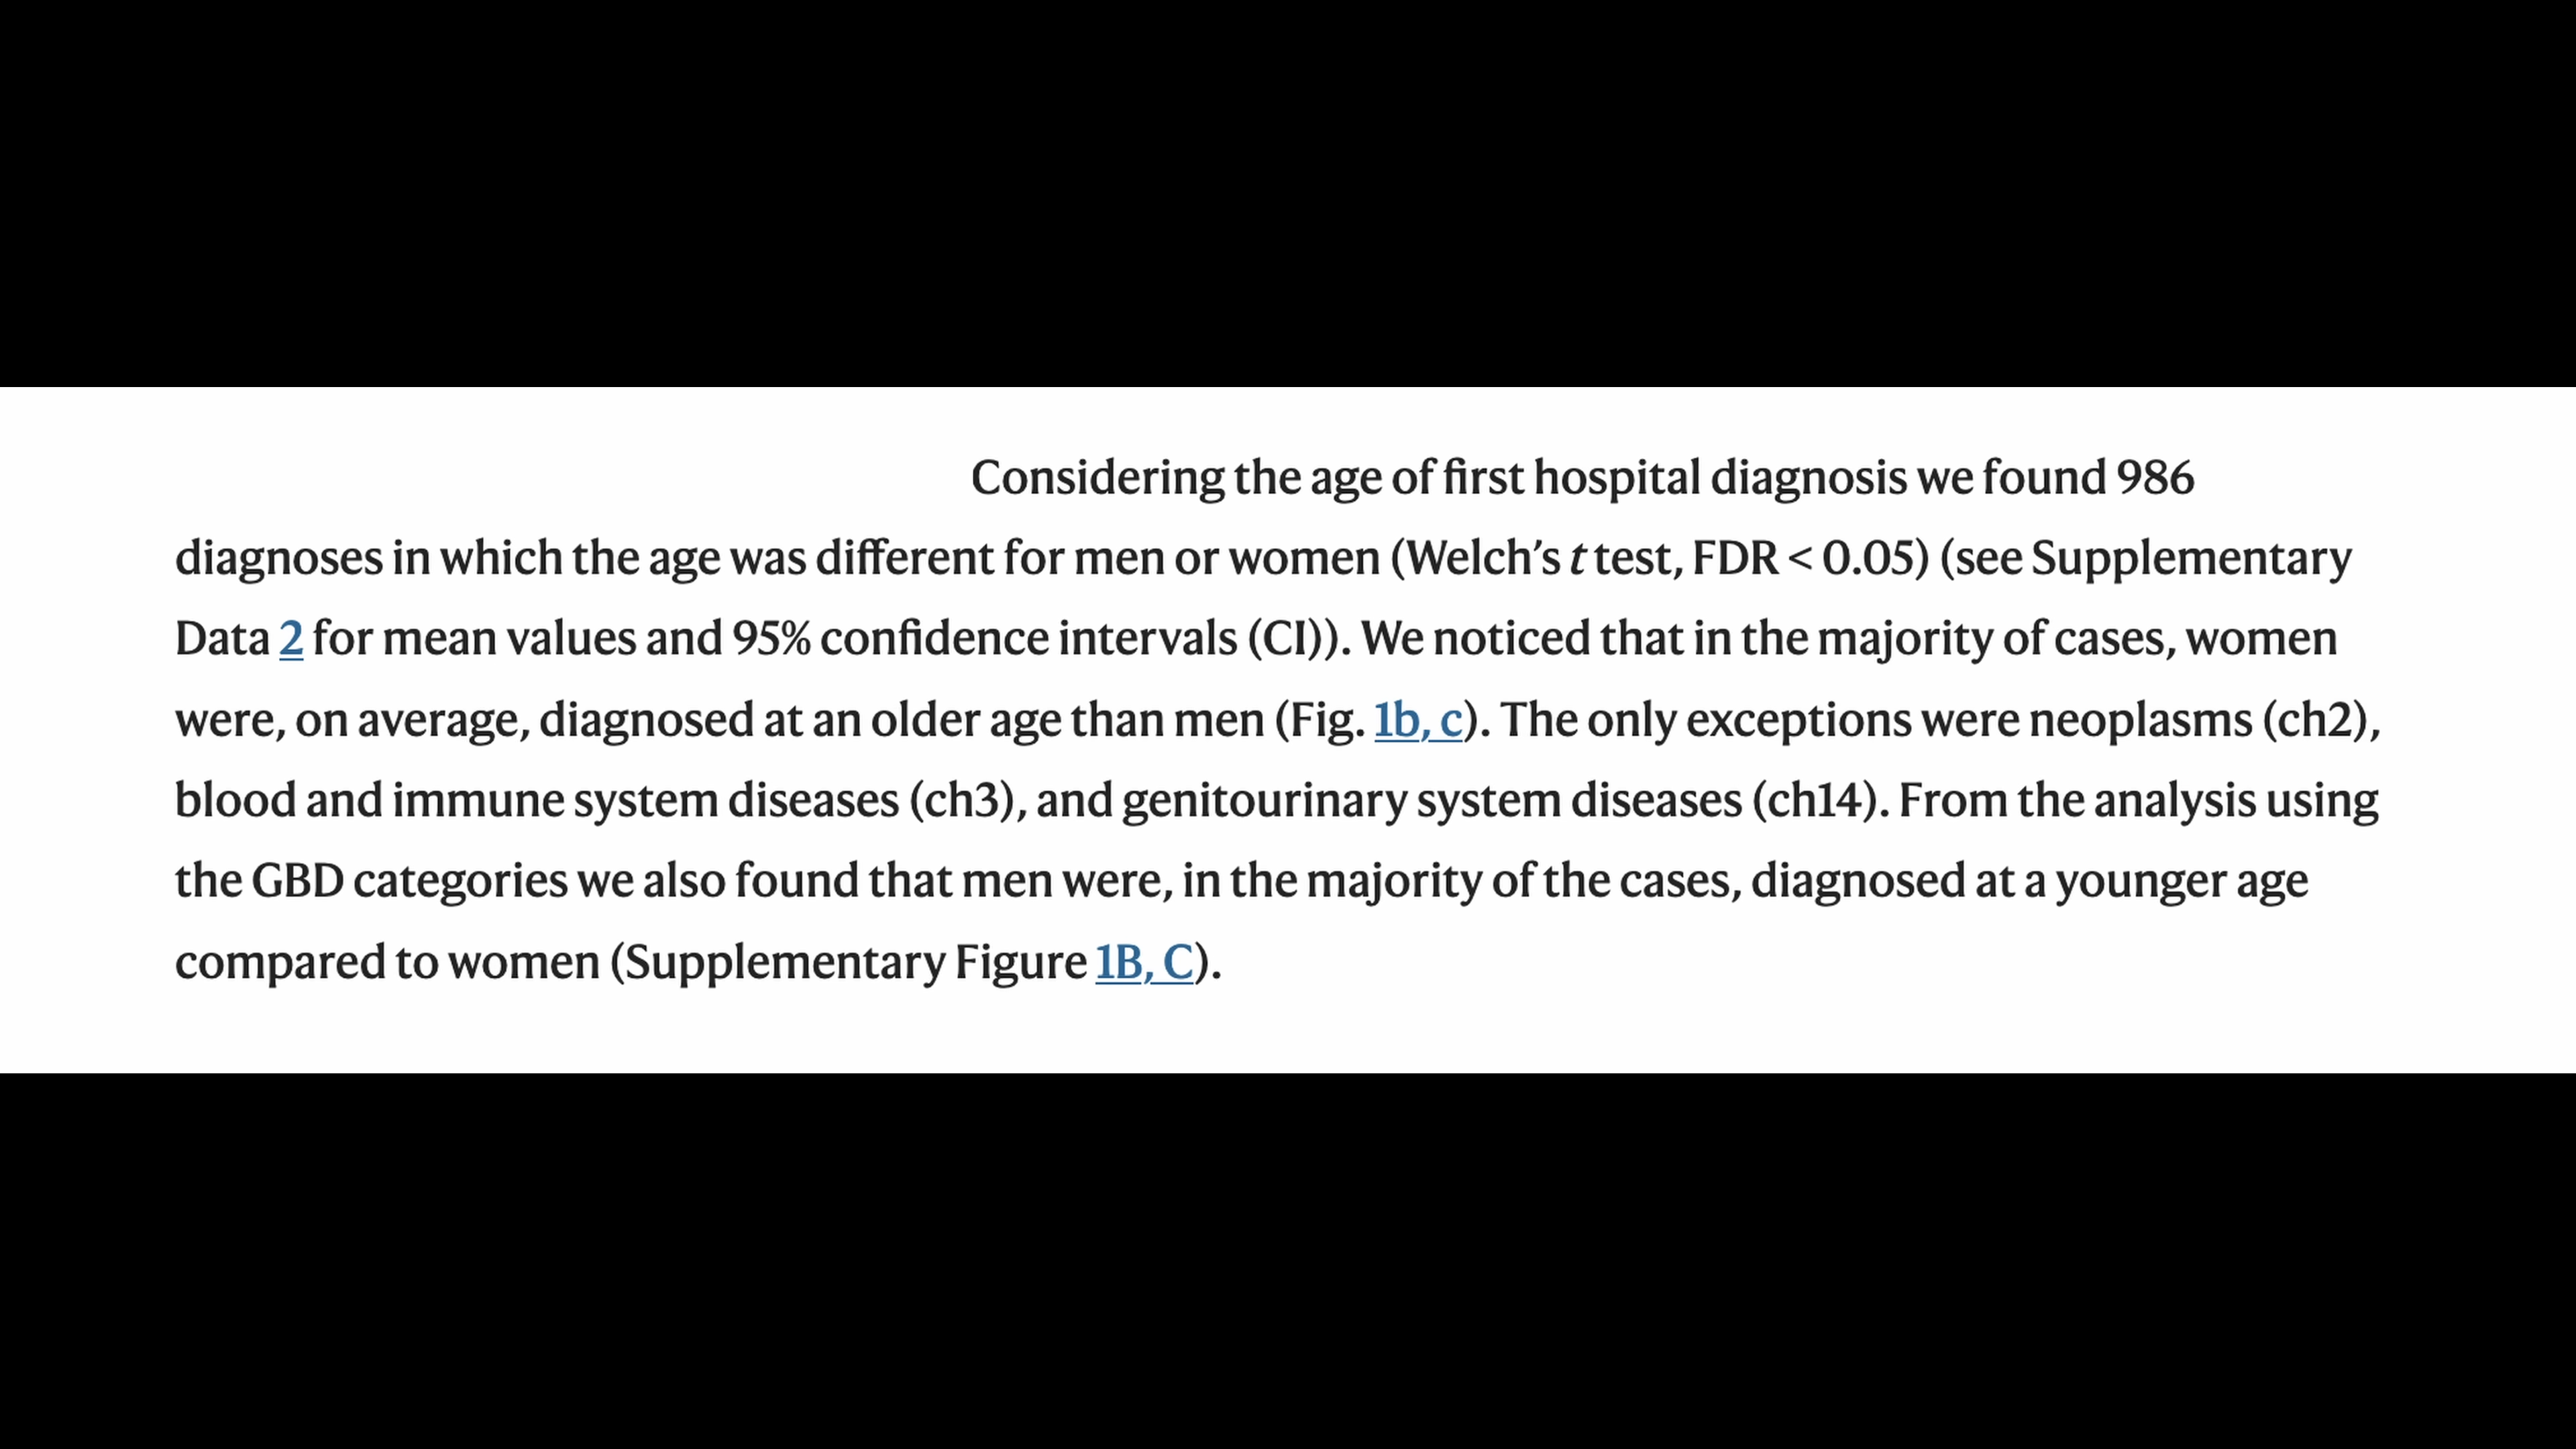 Considering the age of first hospital diagnosis we found 986
diagnoses in which the age was different for men or women (Welch’s t test, FDR < 0.05) (see Supplementary
Data 2 for mean values and 95% confidence intervals (CI)). We noticed that in the majority of cases, women
were, on average, diagnosed at an older age than men (Fig. 1b, c). The only exceptions were neoplasms (ch2),
blood and immune system diseases (ch3), and genitourinary system diseases (ch14). From the analysis using
the GBD categories we also found that men were, in the majority of the cases, diagnosed at a younger age
compared to women (Supplementary Figure 1B, C).